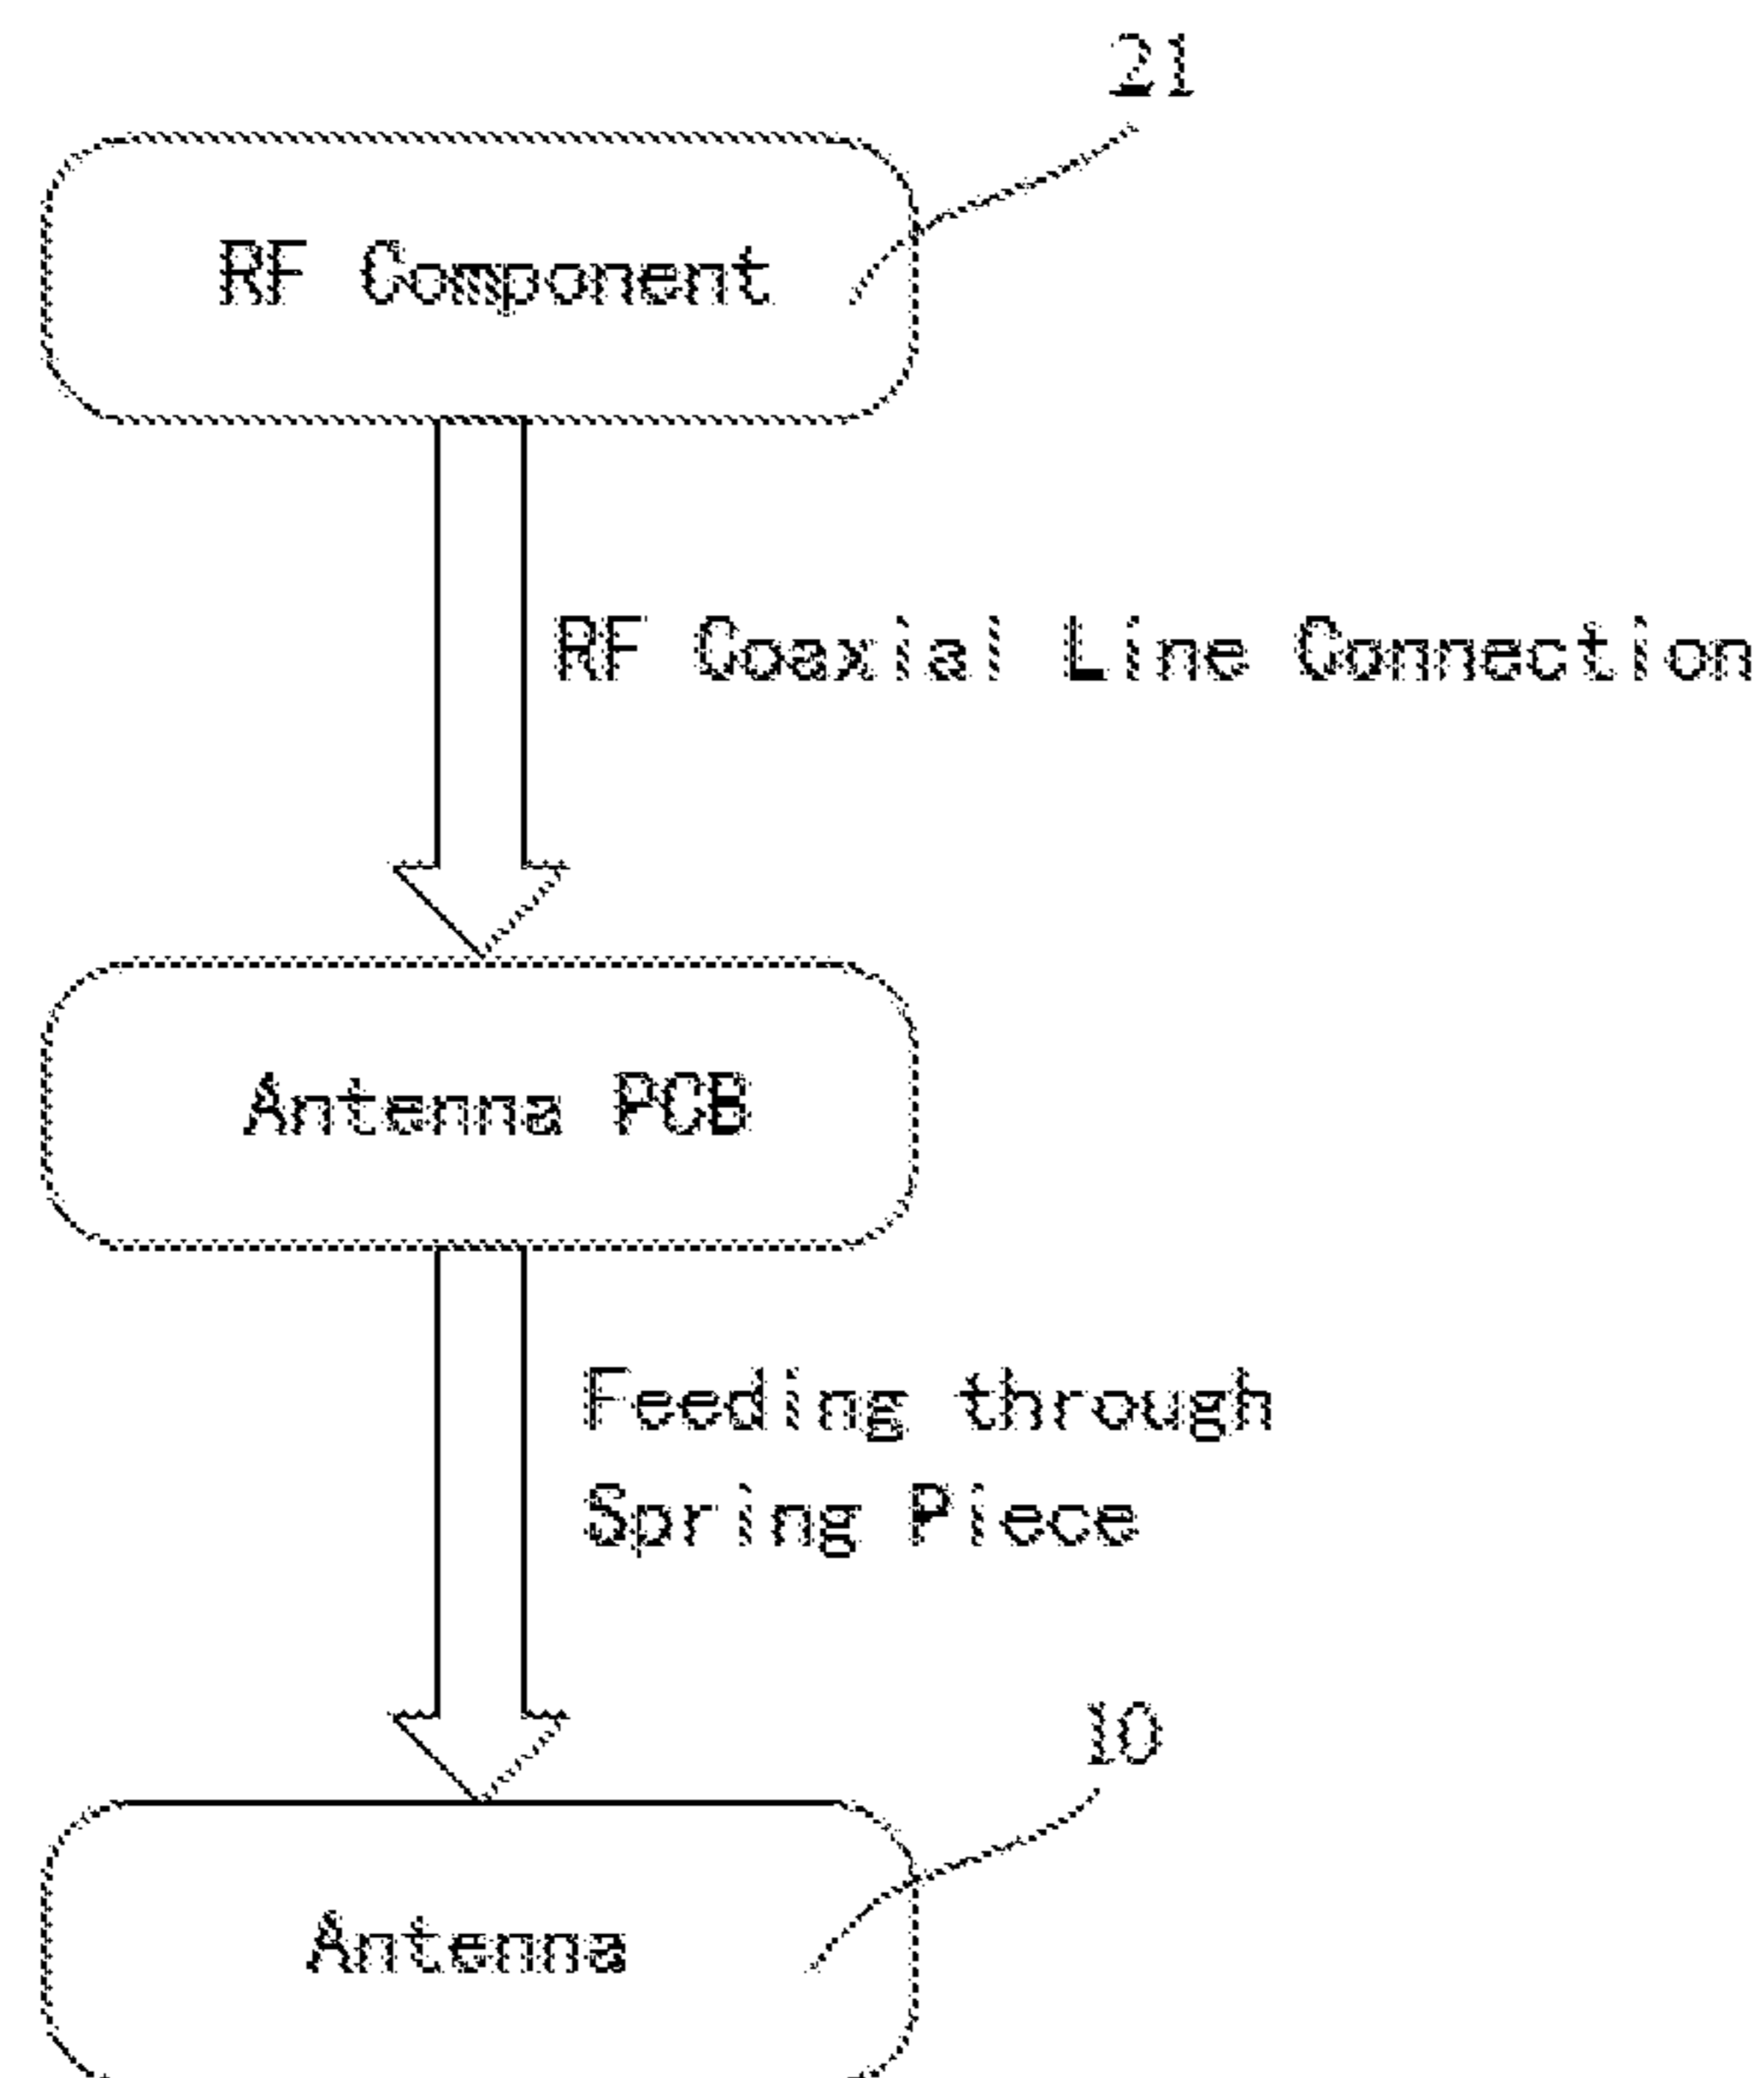 21
RF Component
RF Coaxial Line Connection
Antenna PCB
Feeding through
Spring Piece
10
Antenna